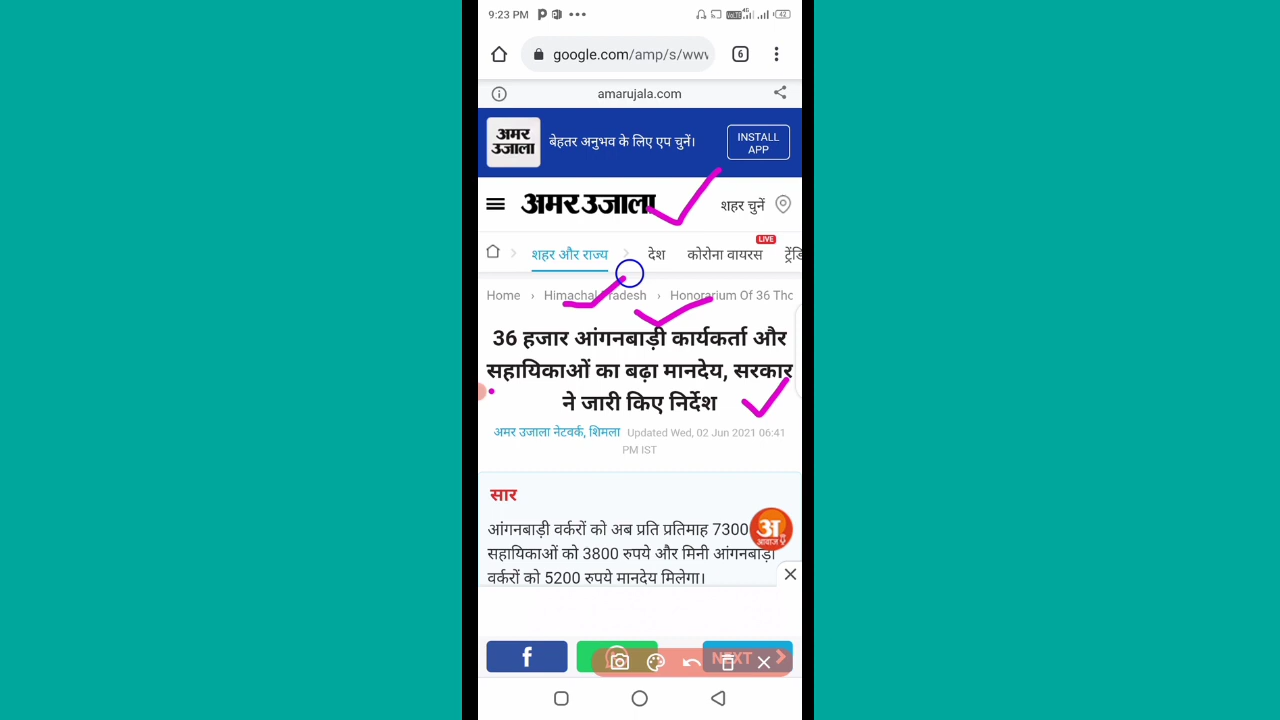 9:23 PM
42
google.com/amp/s/www
6
amarujala.com
अमर उजाला
बेहतर अनुभव के लिए एप चुनें।
INSTALL APP
अमर उजाला
शहर चुनें
शहर और राज्य
देश
कोरोना वायरस
LIVE
Home › Himachal Pradesh › Honorarium Of 36
36 हजार आंगनबाड़ी कार्यकर्ता और
सहायिकाओं का बढ़ा मानदेय, सरकार
ने जारी किए निर्देश
अमर उजाला नेटवर्क, शिमला Updated Wed, 02 Jun 2021 06:41
PM IST
सार
आंगनबाड़ी वर्करों को अब प्रति प्रतिमाह 7300
अ
आवाज
सहायिकाओं को 3800 रुपये और मिनी आंगनबाड़ी
वर्करों को 5200 रुपये मानदेय मिलेगा।
f
NEXT